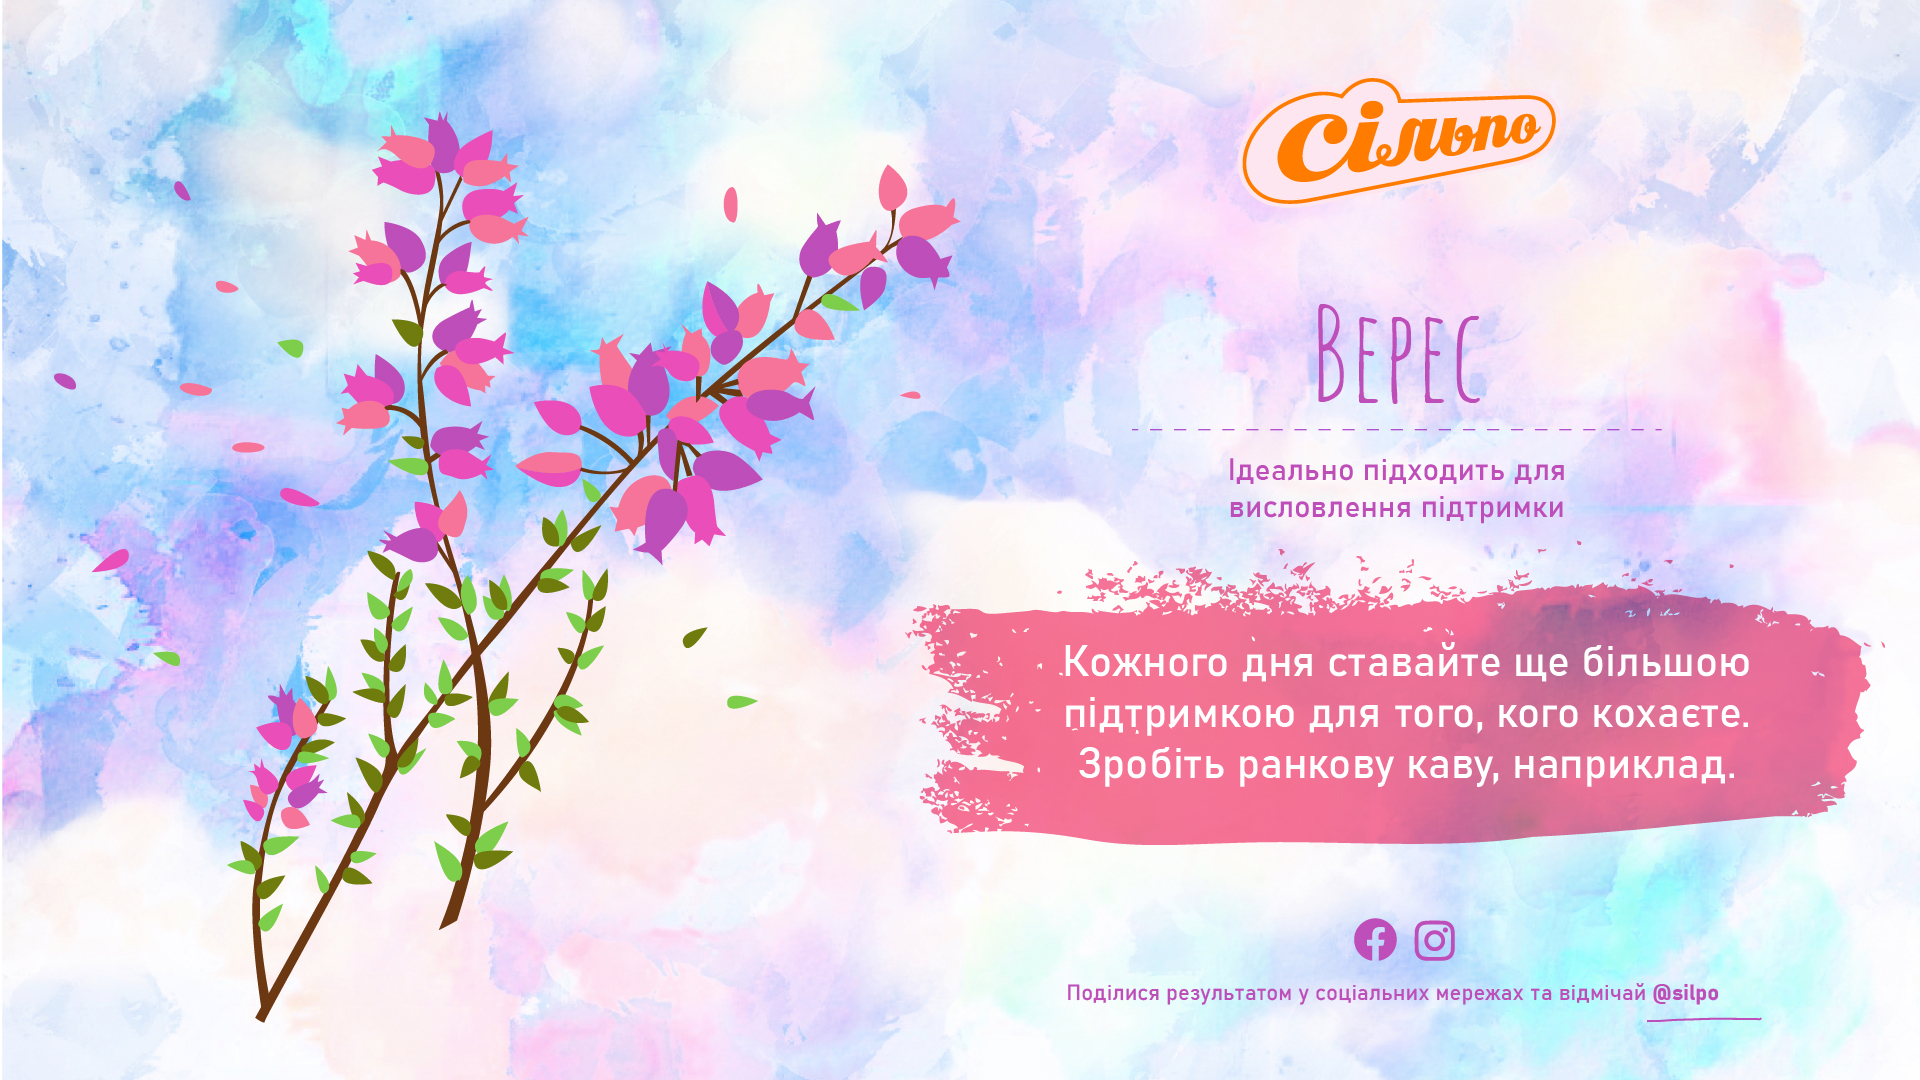 Сільпо
Верес
Ідеально підходить для
висловлення підтримки
Кожного дня ставайте ще більшою
підтримкою для того, кого кохаєте.
Зробіть ранкову каву, наприклад.
Поділися результатом у соціальних мережах та відмічай @silpo